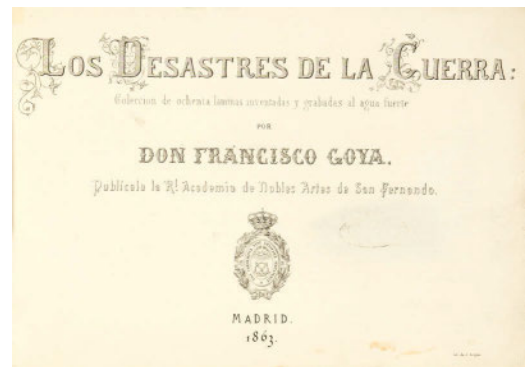 LOS DESASTRES DE LA GUERRA:
Coleccion de ochenta laminas inventadas y grabadas al agua fuerte
POR
DON FRANCISCO GOYA.
Publícala la Rl. Academia de Nobles Artes de San Fernando.
MADRID.
1863.